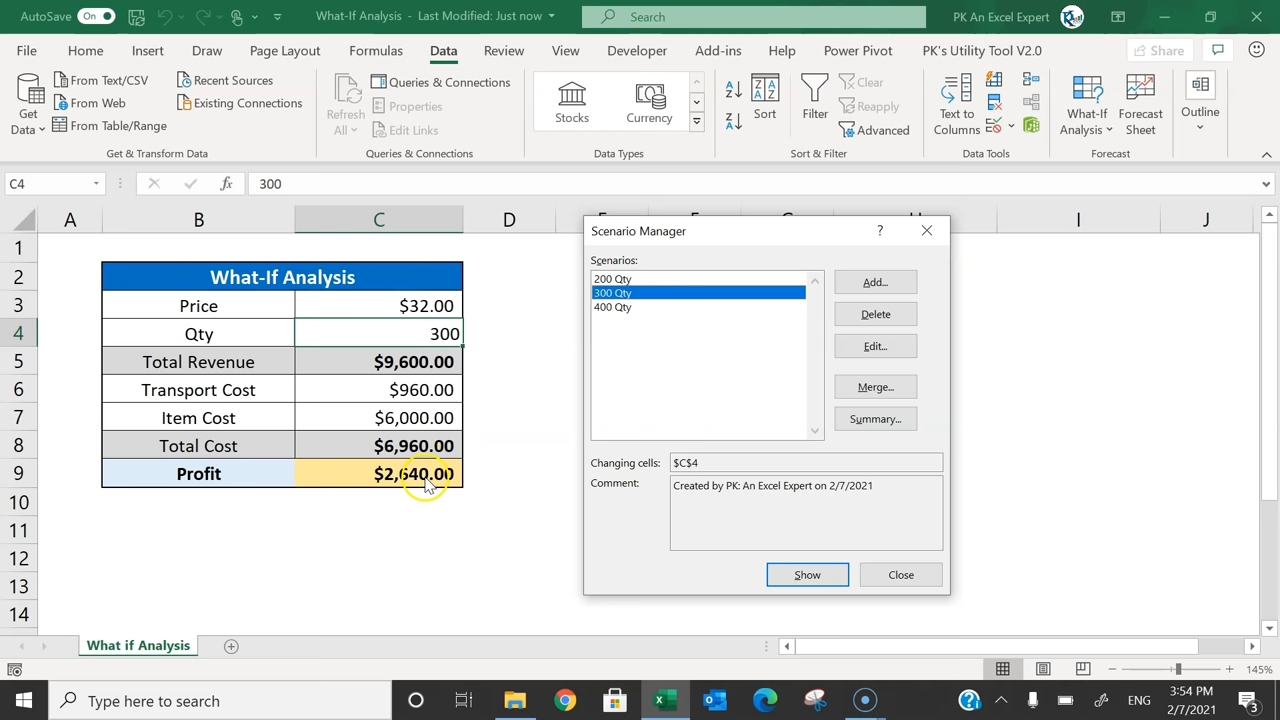 AutoSave On What-If Analysis - Last Modified: Just now Search PK An Excel Expert
File Home Insert Draw Page Layout Formulas Data Review View Developer Add-ins Help Power Pivot PK's Utility Tool V2.0 Share
Get Data
From Text/CSV
From Web
From Table/Range
Recent Sources
Existing Connections
Get & Transform Data
Refresh All
Queries & Connections
Properties
Edit Links
Queries & Connections
Stocks
Currency
Data Types
Sort
Filter
Clear
Reapply
Advanced
Sort & Filter
Text to Columns
Data Tools
What-If Analysis
Forecast Sheet
Forecast
Outline
C4 fx 300
A B C D E F G H I J
1
2 What-If Analysis
3 Price $32.00
4 Qty 300
5 Total Revenue $9,600.00
6 Transport Cost $960.00
7 Item Cost $6,000.00
8 Total Cost $6,960.00
9 Profit $2,640.00
10
11
12
13
14
Scenario Manager ?
Scenarios:
200 Qty
300 Qty
400 Qty
Add...
Delete
Edit...
Merge...
Summary...
Changing cells: $C$4
Comment: Created by PK: An Excel Expert on 2/7/2021
Show Close
What if Analysis
145%
Type here to search
ENG
3:54 PM
2/7/2021
3